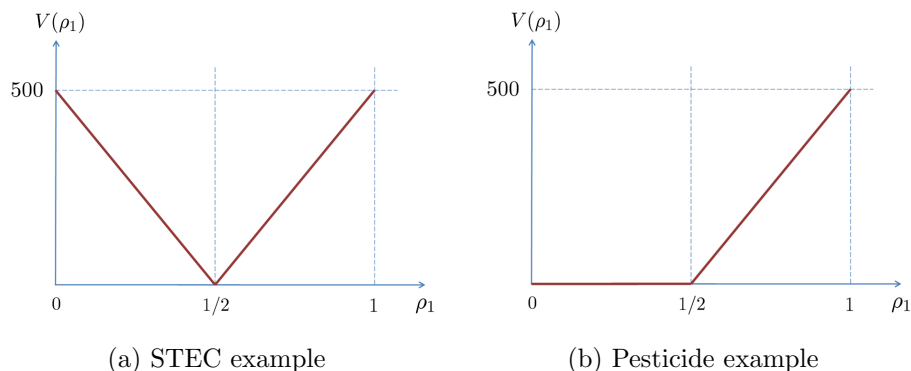 V(ρ₁)
500
0
1/2
1
ρ₁
(a) STEC example
V(ρ₁)
500
0
1/2
1
ρ₁
(b) Pesticide example